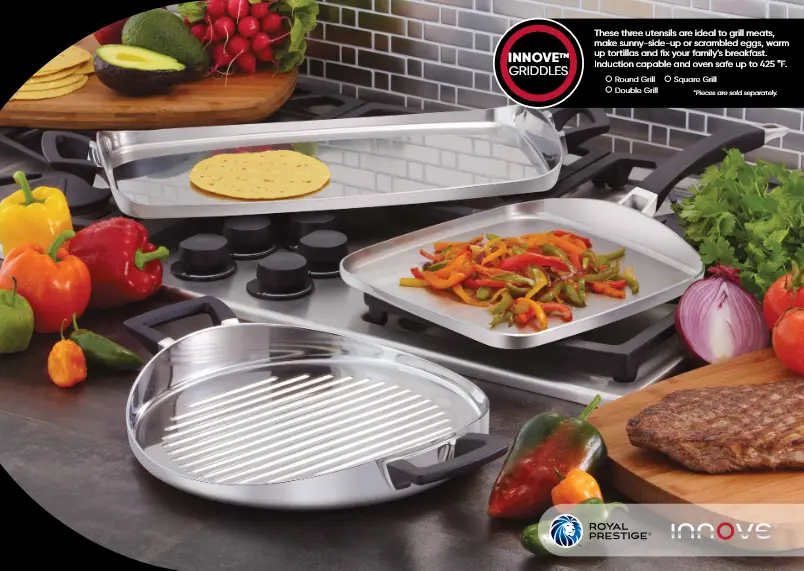 INNOVE™
GRIDDLES
These three utensils are ideal to grill meats,
make sunny-side-up or scrambled eggs, warm
up tortillas and fix your family's breakfast.
Induction capable and oven safe up to 425 °F.
Round Grill Square Grill
Double Grill
*Pieces are sold separately.
ROYAL
PRESTIGE®
INNOVE